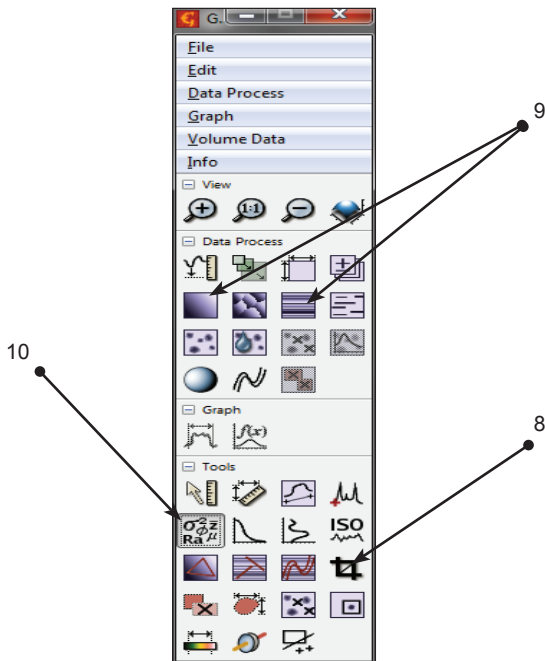 G..
File
Edit
Data Process
Graph
Volume Data
Info
View
1:1
Data Process
Graph
f(x)
Tools
σ² z
φ
Ra μ
ISO
9
10
8